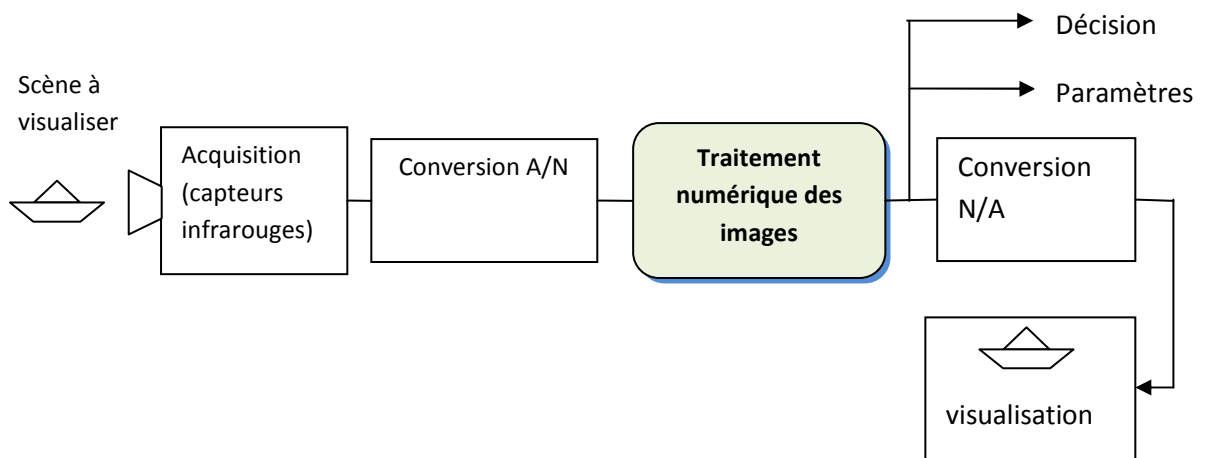 Scène à
visualiser
Acquisition
(capteurs
infrarouges)
Conversion A/N
Traitement
numérique des
images
Décision
Paramètres
Conversion
N/A
visualisation